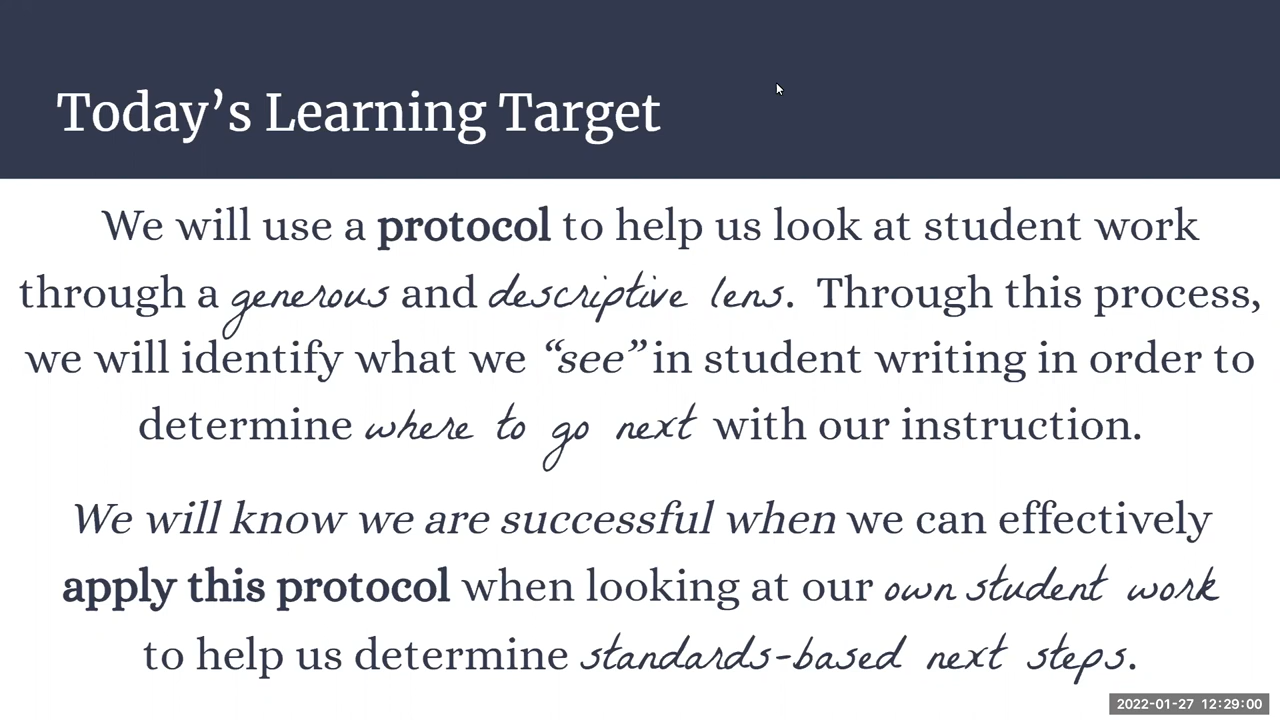 Today’s Learning Target
We will use a protocol to help us look at student work
through a generous and descriptive lens. Through this process,
we will identify what we “see” in student writing in order to
determine where to go next with our instruction.
We will know we are successful when we can effectively
apply this protocol when looking at our own student work
to help us determine standards-based next steps.
2022-01-27 12:29:00